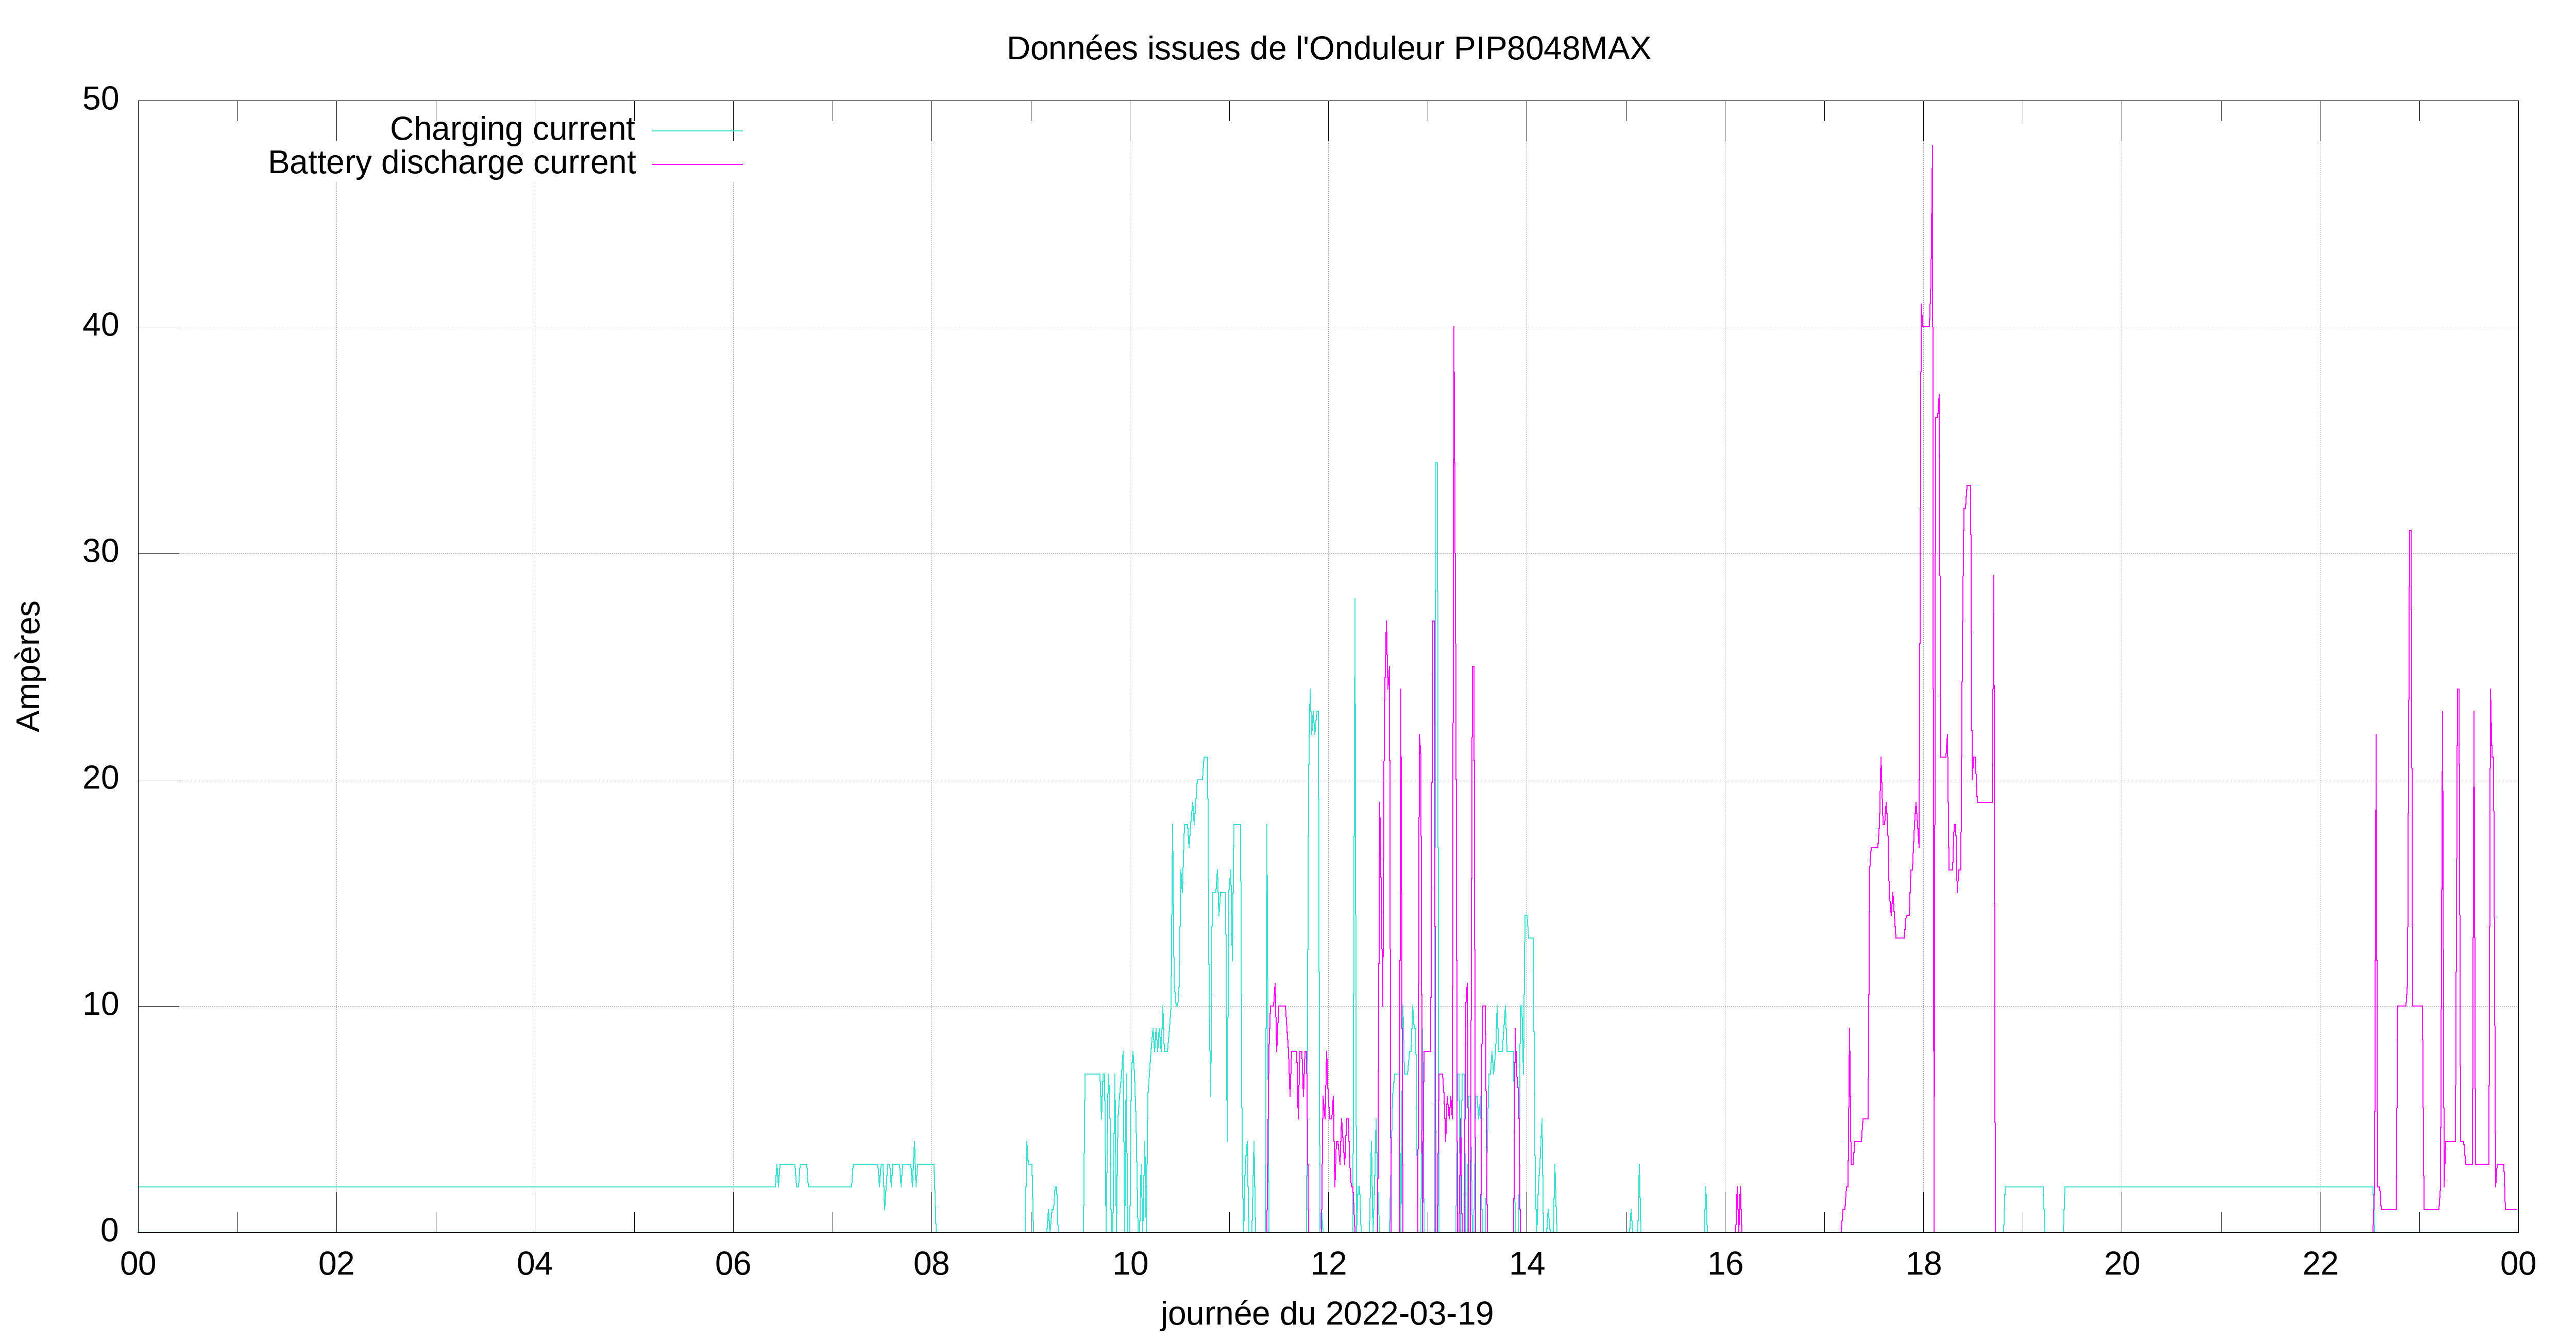 Données issues de l'Onduleur PIP8048MAX
50
Charging current
Battery discharge current
40
30
Ampères
20
10
0
00 02 04 06 08 10 12 14 16 18 20 22 00
journée du 2022-03-19